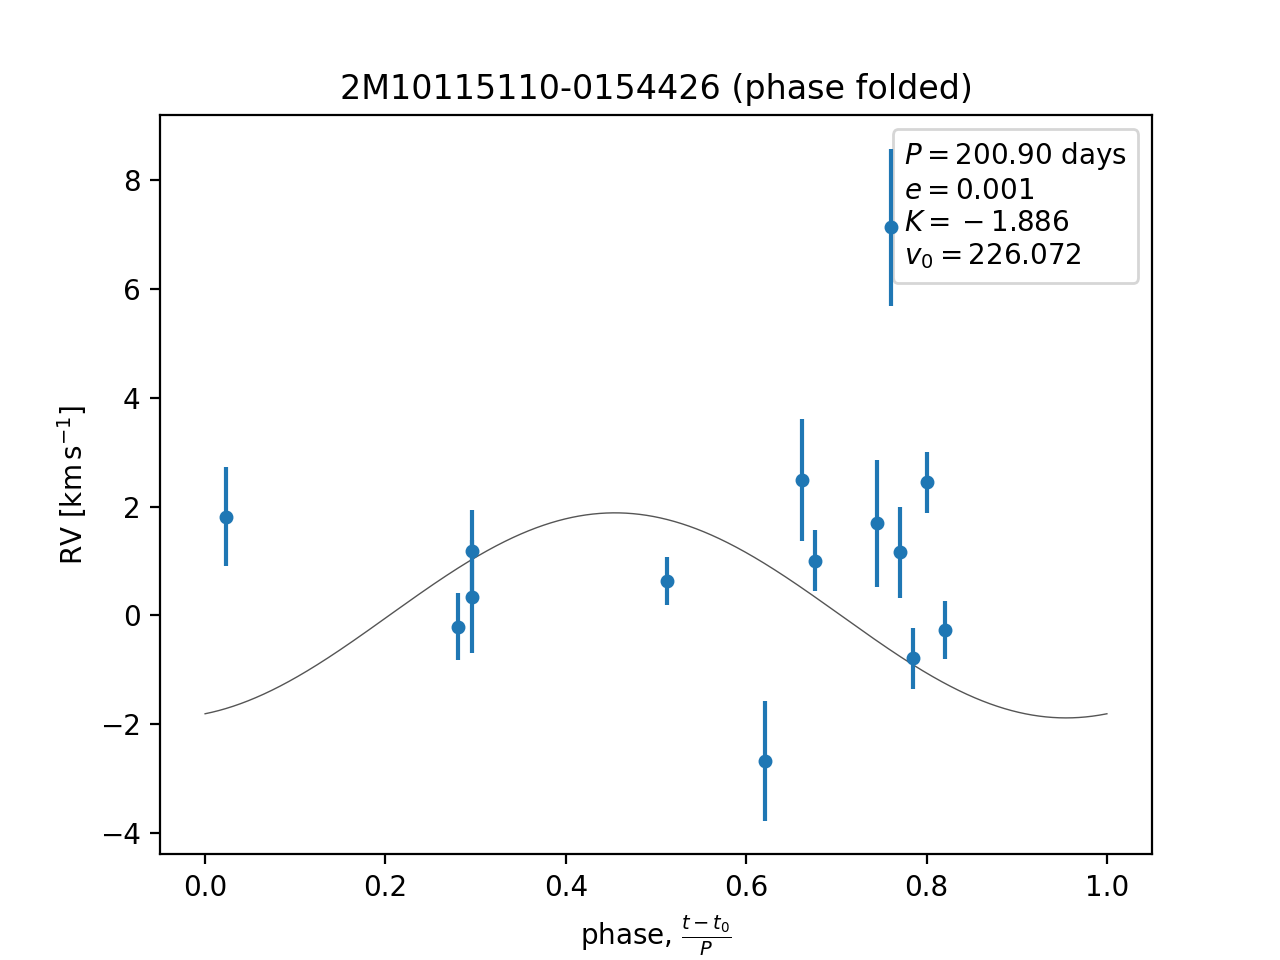 2M10115110-0154426 (phase folded)
P = 200.90 days
e = 0.001
K = −1.886
v₀ = 226.072
8
6
4
2
0
−2
−4
RV [km s⁻¹]
0.0 0.2 0.4 0.6 0.8 1.0
phase, (t − t₀)/P